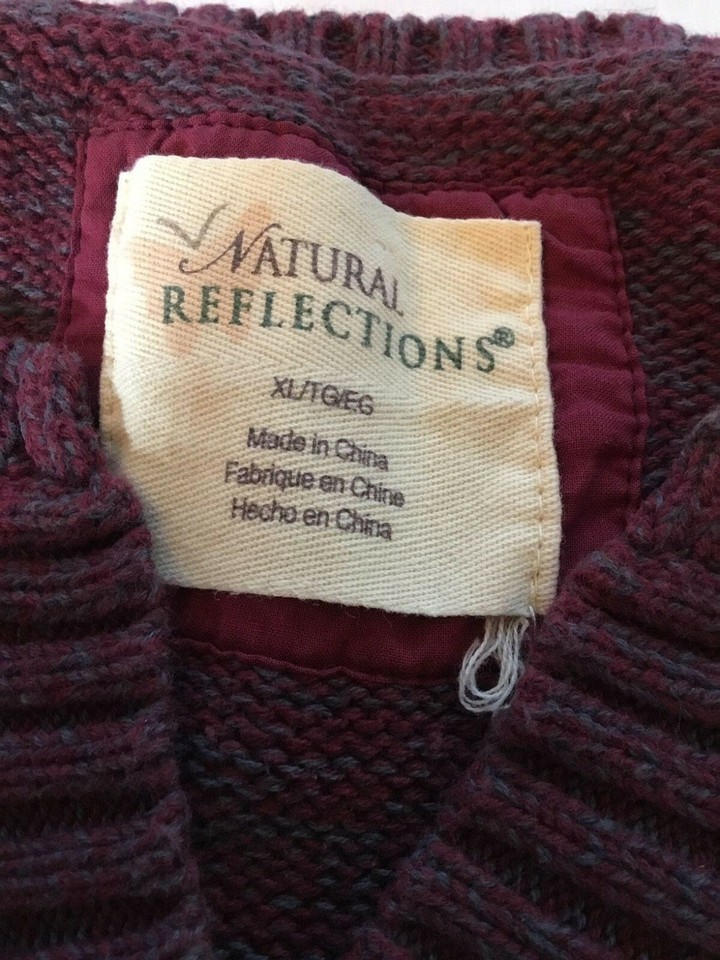 NATURAL
REFLECTIONS®
XL/TG/EG
Made in China
Fabrique en Chine
Hecho en China